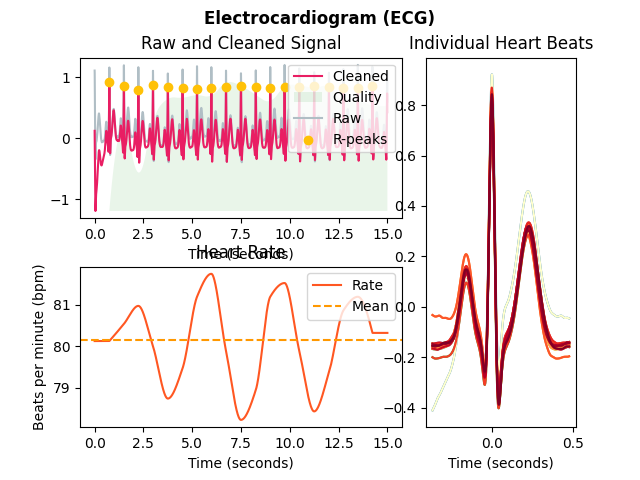 Electrocardiogram (ECG)
Raw and Cleaned Signal
1
0
−1
Cleaned
Quality
Raw
R-peaks
0.0 2.5 5.0 7.5 10.0 12.5 15.0
Time (seconds)
Heart Rate
Beats per minute (bpm)
81
80
79
Rate
Mean
0.0 2.5 5.0 7.5 10.0 12.5 15.0
Time (seconds)
Individual Heart Beats
0.8
0.6
0.4
0.2
0.0
−0.2
−0.4
0.0 0.5
Time (seconds)